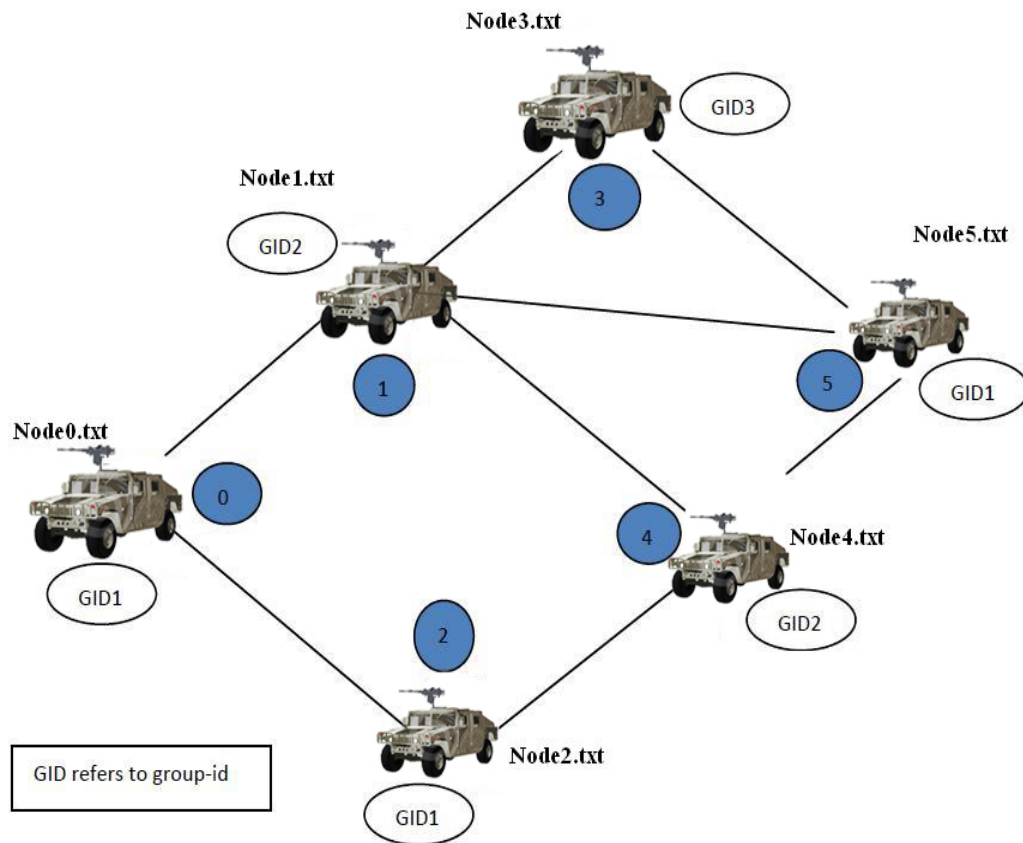 Node3.txt
GID3
3
Node1.txt
GID2
1
Node5.txt
5
GID1
Node0.txt
0
GID1
4
Node4.txt
GID2
2
Node2.txt
GID1
GID refers to group-id